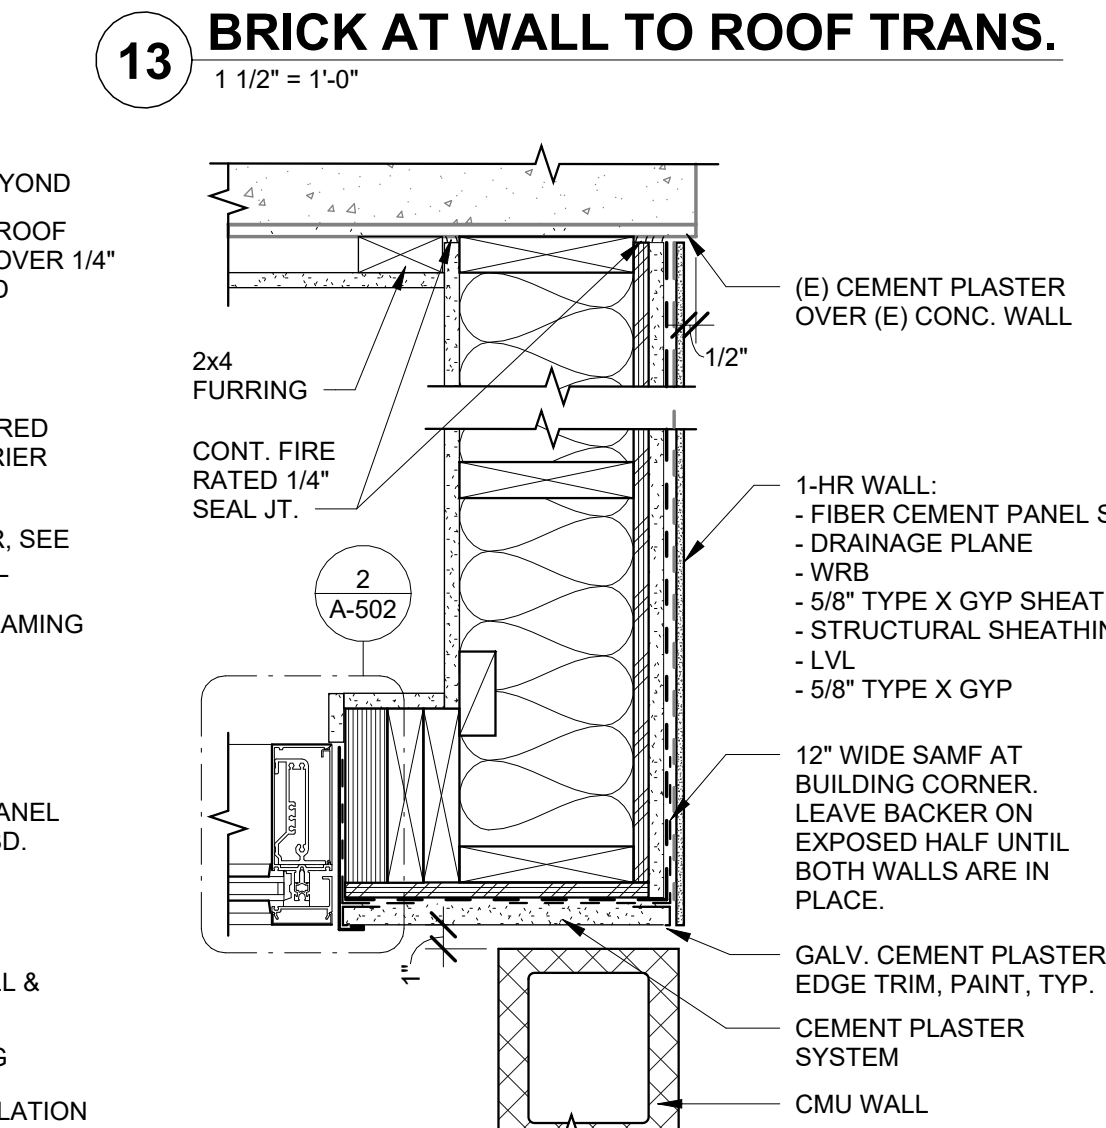 13
BRICK AT WALL TO ROOF TRANS.
1 1/2" = 1'-0"
YOND
ROOF
OVER 1/4"
RED
RIER
R, SEE
AMING
ANEL
BD.
LL &
G
LATION
2x4
FURRING
CONT. FIRE
RATED 1/4"
SEAL JT.
2
A-502
1"
1/2"
(E) CEMENT PLASTER
OVER (E) CONC. WALL
1-HR WALL:
- FIBER CEMENT PANEL S
- DRAINAGE PLANE
- WRB
- 5/8" TYPE X GYP SHEAT
- STRUCTURAL SHEATHIN
- LVL
- 5/8" TYPE X GYP
12" WIDE SAMF AT
BUILDING CORNER.
LEAVE BACKER ON
EXPOSED HALF UNTIL
BOTH WALLS ARE IN
PLACE.
GALV. CEMENT PLASTER
EDGE TRIM, PAINT, TYP.
CEMENT PLASTER
SYSTEM
CMU WALL